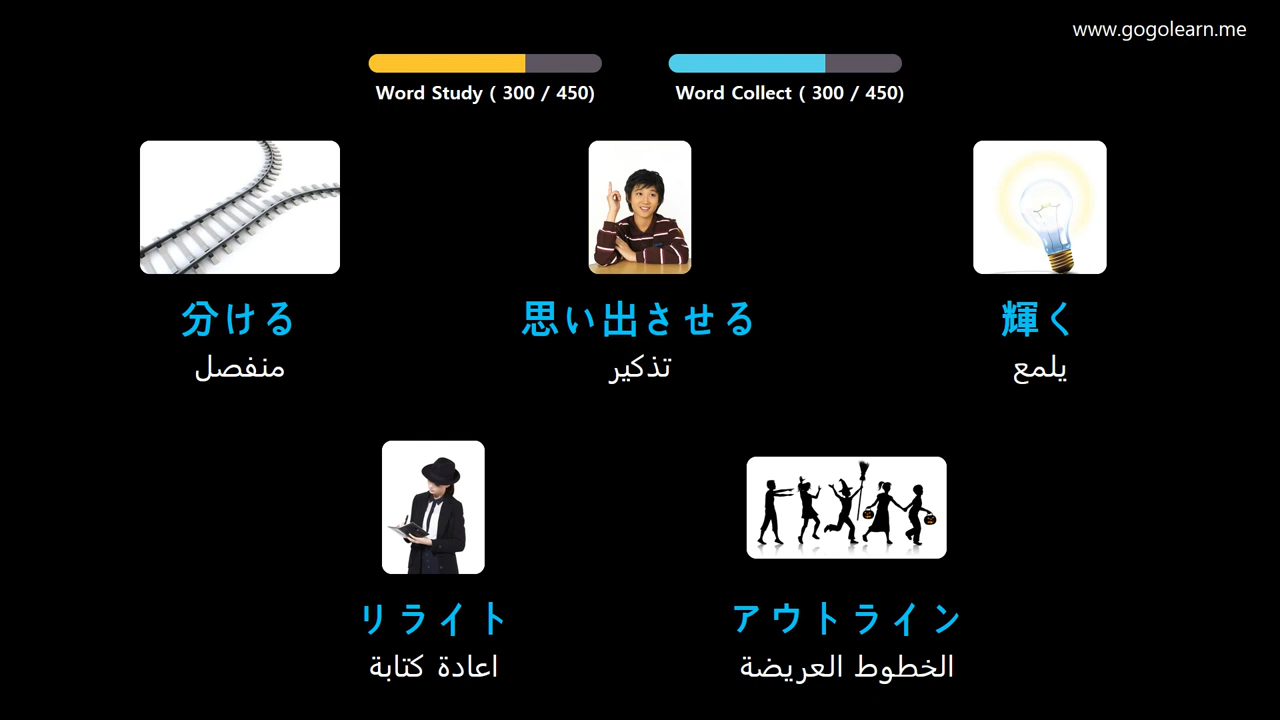 www.gogolearn.me
Word Study ( 300 / 450)
Word Collect ( 300 / 450)
分ける
思い出させる
輝く
منفصل
تذكير
يلمع
リライト
アウトライン
اعادة كتابة
الخطوط العريضة